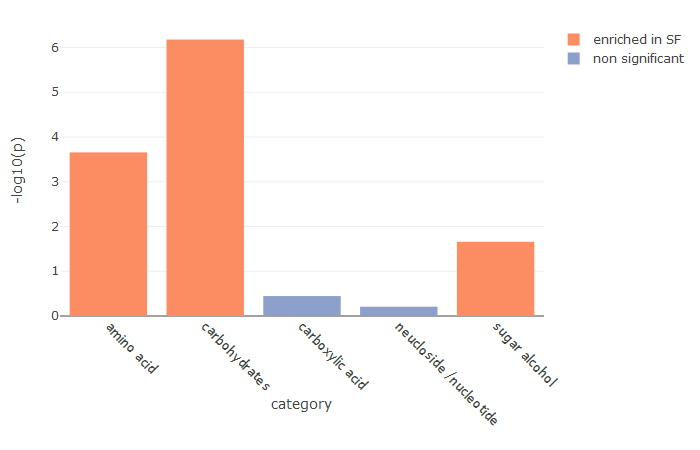 enriched in SF
non significant
-log10(p)
6
5
4
3
2
1
0
amino acid
carbohydrates
carboxylic acid
neucloside /nucleotide
sugar alcohol
category